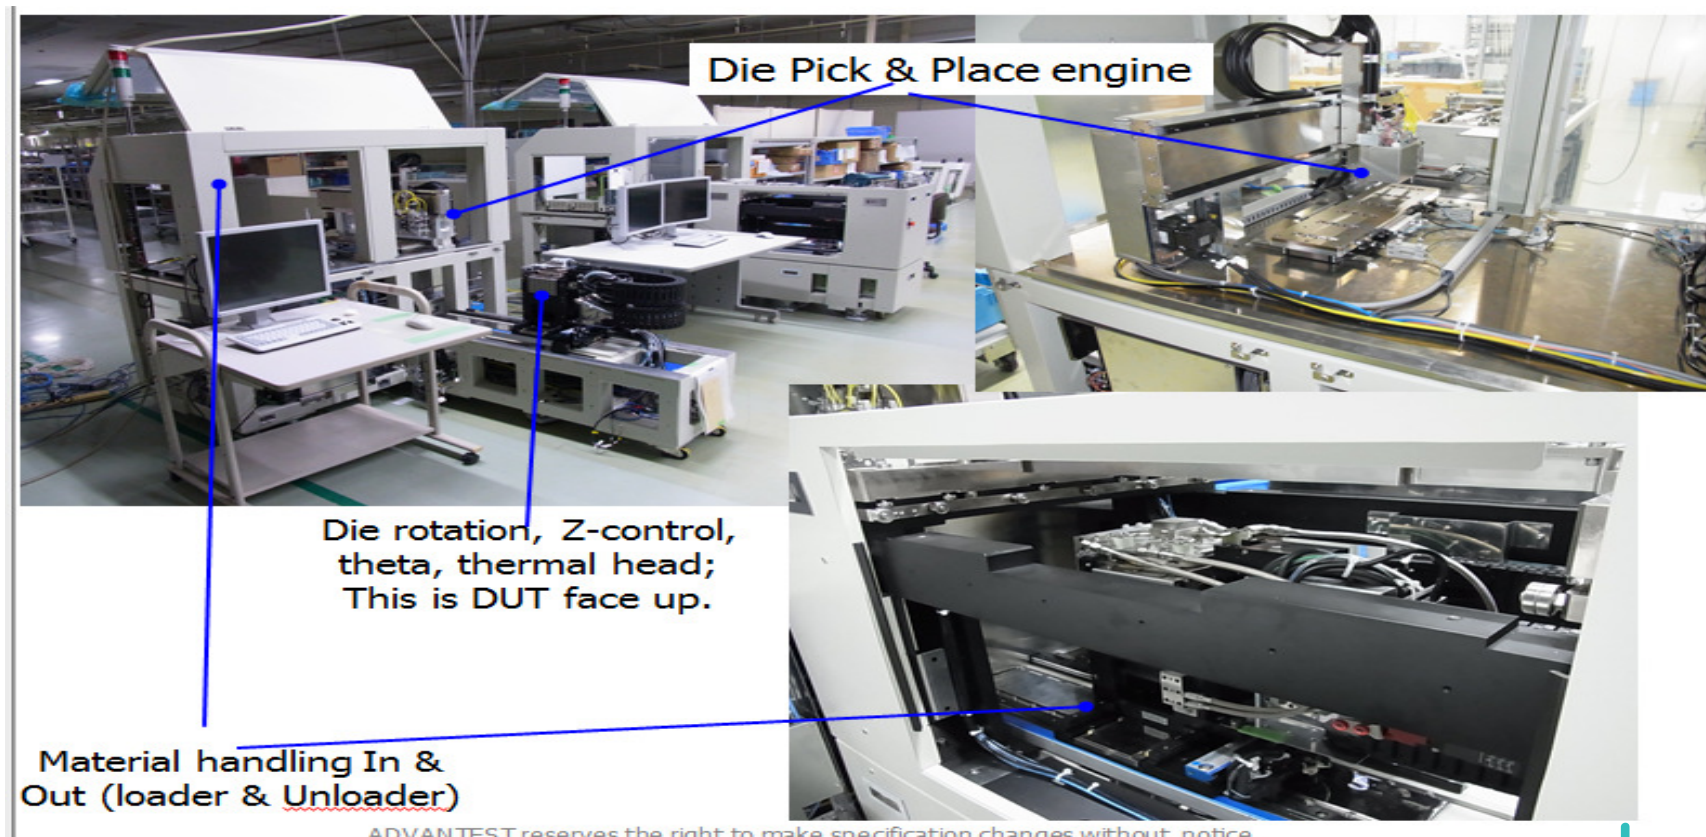 Die Pick & Place engine
Die rotation, Z-control,
theta, thermal head;
This is DUT face up.
Material handling In &
Out (loader & Unloader)
ADVANTEST reserves the right to make specification changes without notice